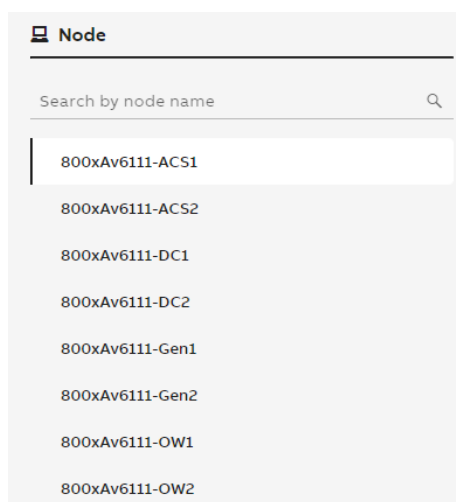 Node
Search by node name
800xAv6111-ACS1
800xAv6111-ACS2
800xAv6111-DC1
800xAv6111-DC2
800xAv6111-Gen1
800xAv6111-Gen2
800xAv6111-OW1
800xAv6111-OW2